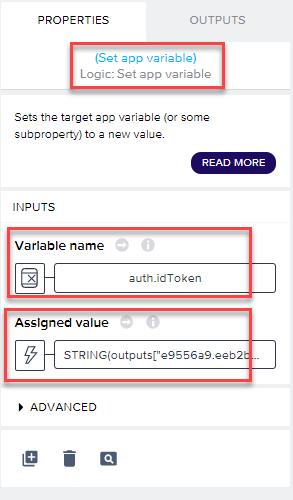 PROPERTIES
OUTPUTS
(Set app variable)
Logic: Set app variable
Sets the target app variable (or some
subproperty) to a new value.
READ MORE
INPUTS
Variable name
auth.idToken
Assigned value
STRING(outputs["e9556a9.eeb2b...
ADVANCED